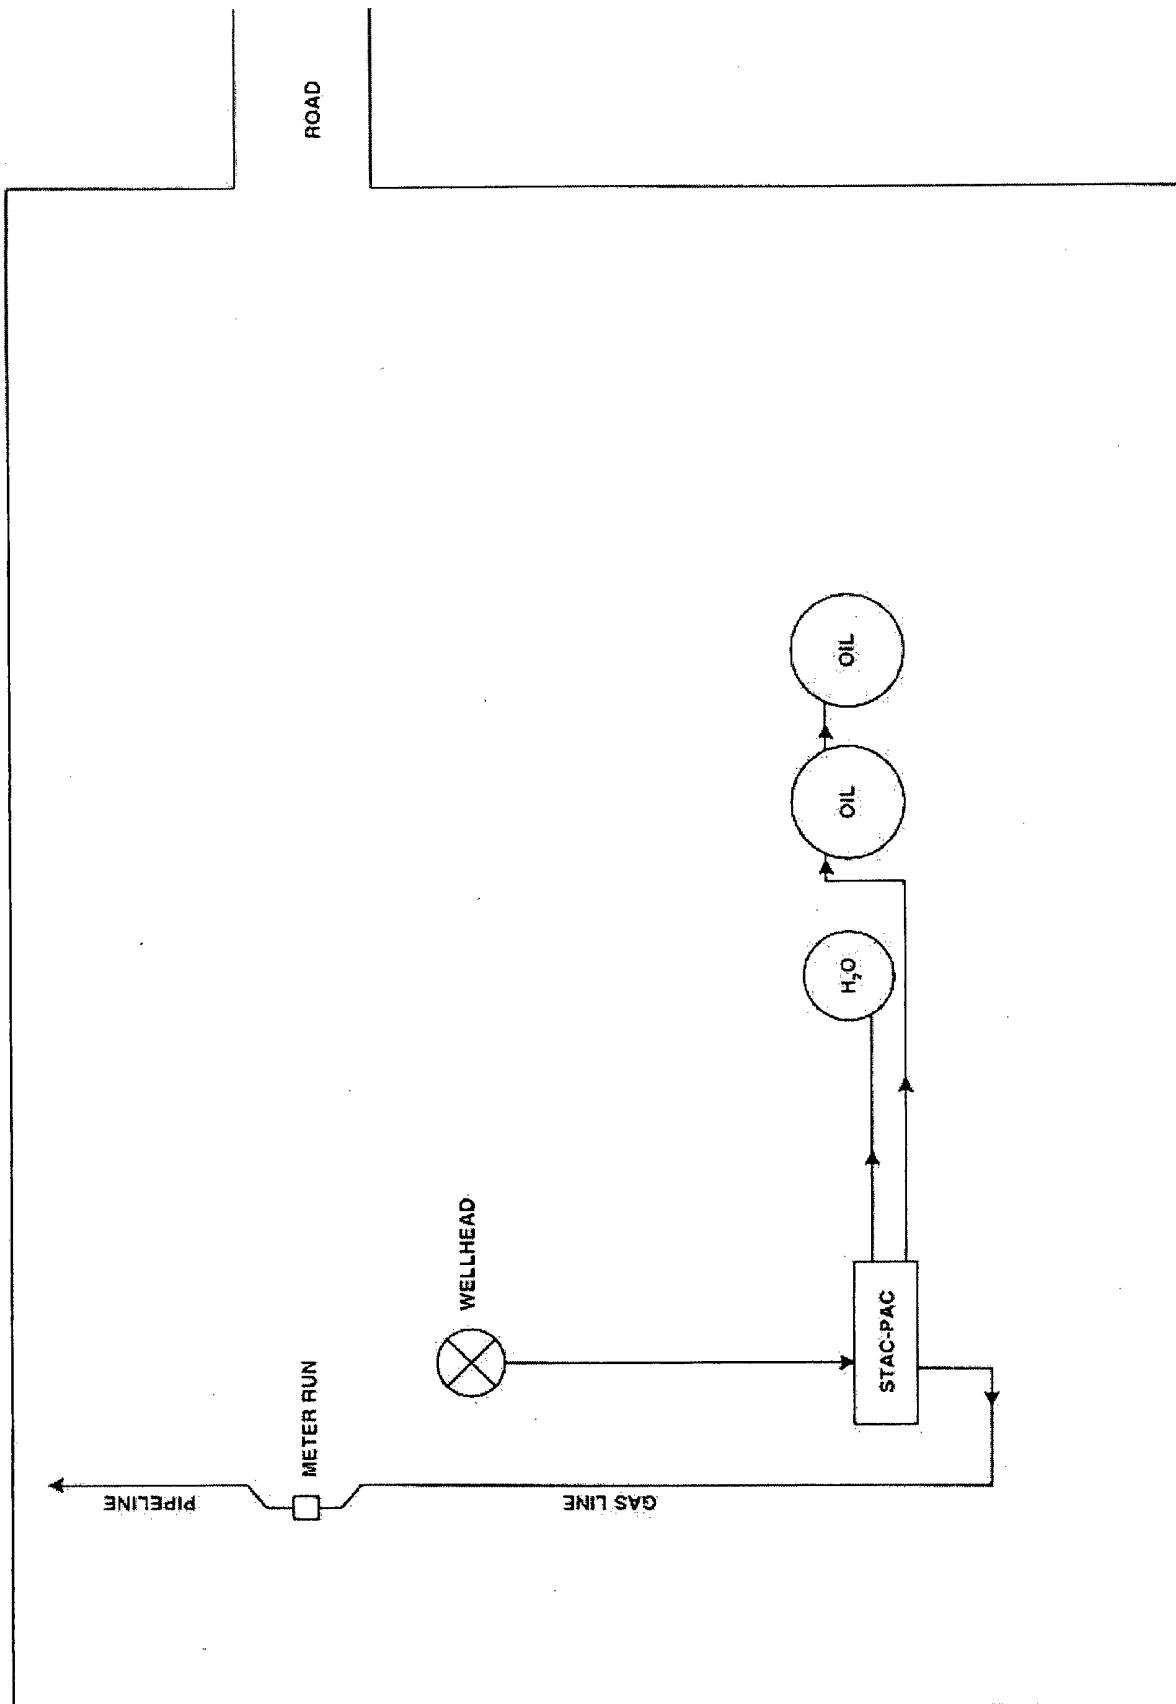 ROAD
OIL
OIL
H₂O
WELLHEAD
STAC-PAC
METER RUN
PIPELINE
GAS LINE